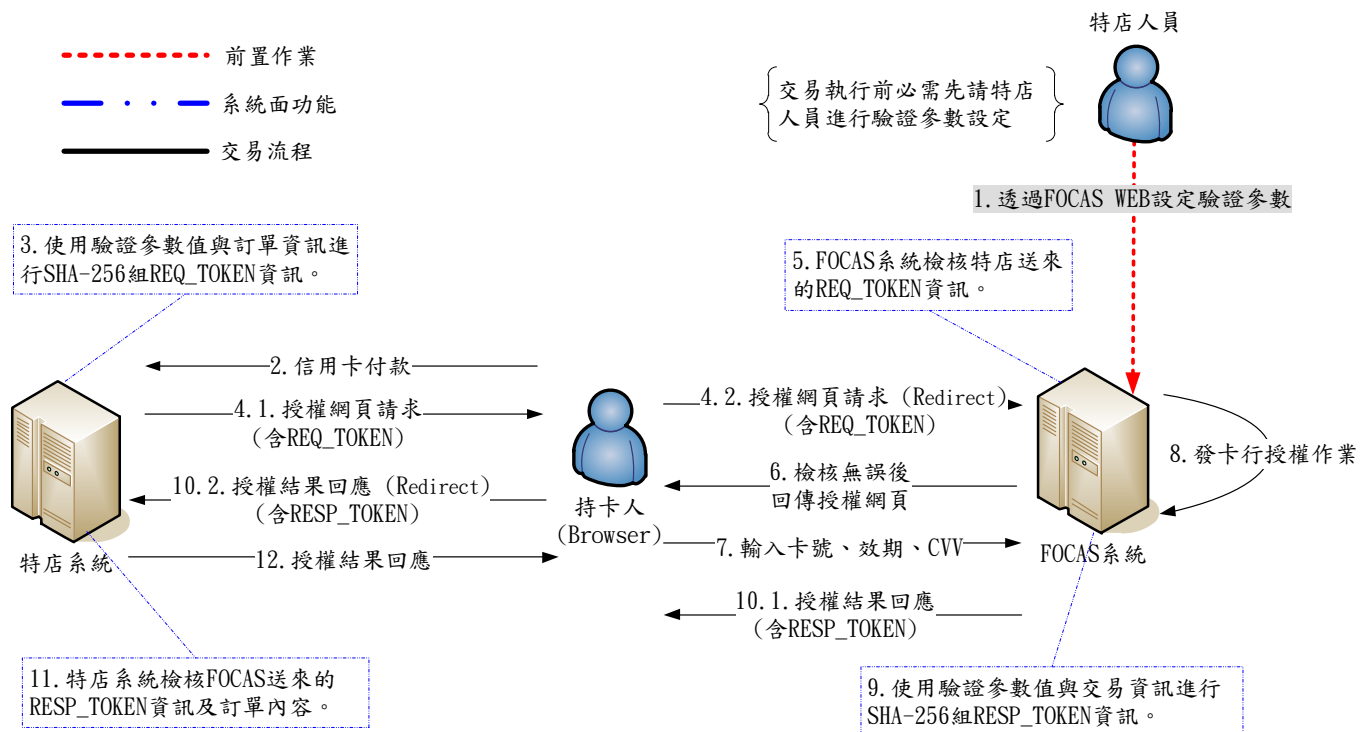 特店人員
前置作業
系統面功能
交易流程
交易執行前必需先請特店
人員進行驗證參數設定
1.透過FOCAS WEB設定驗證參數
3.使用驗證參數值與訂單資訊進
行SHA-256組REQ_TOKEN資訊。
5.FOCAS系統檢核特店送來
的REQ_TOKEN資訊。
2.信用卡付款
4.1.授權網頁請求
(含REQ_TOKEN)
4.2.授權網頁請求 (Redirect)
(含REQ_TOKEN)
8.發卡行授權作業
10.2.授權結果回應 (Redirect)
(含RESP_TOKEN)
6.檢核無誤後
回傳授權網頁
持卡人
(Browser)
特店系統
12.授權結果回應
7.輸入卡號、效期、CVV
FOCAS系統
10.1.授權結果回應
(含RESP_TOKEN)
11.特店系統檢核FOCAS送來的
RESP_TOKEN資訊及訂單內容。
9.使用驗證參數值與交易資訊進行
SHA-256組RESP_TOKEN資訊。